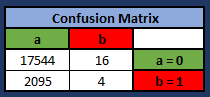 Confusion Matrix
a b
17544 16 a = 0
2095 4 b = 1